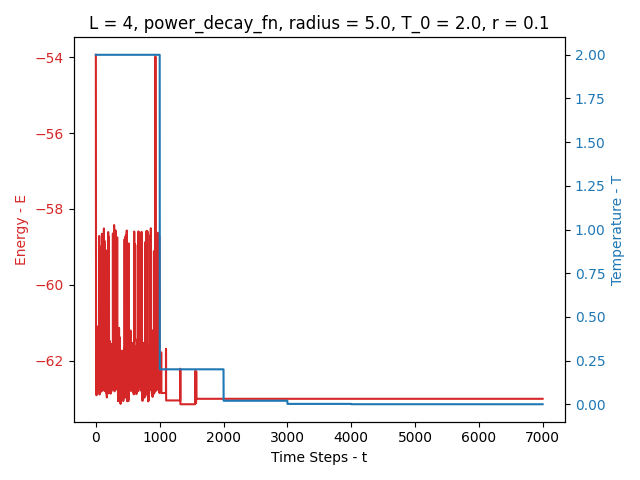 L = 4, power_decay_fn, radius = 5.0, T_0 = 2.0, r = 0.1
Energy - E
−54
−56
−58
−60
−62
2.00
1.75
1.50
1.25
1.00
0.75
0.50
0.25
0.00
Temperature - T
0 1000 2000 3000 4000 5000 6000 7000
Time Steps - t